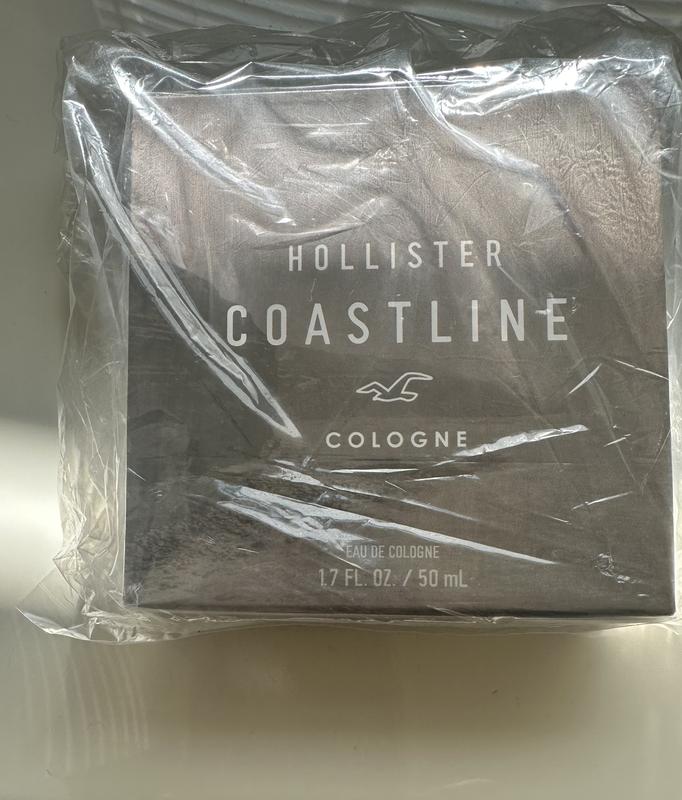 HOLLISTER
COASTLINE
COLOGNE
EAU DE COLOGNE
1.7 FL. OZ. / 50 mL